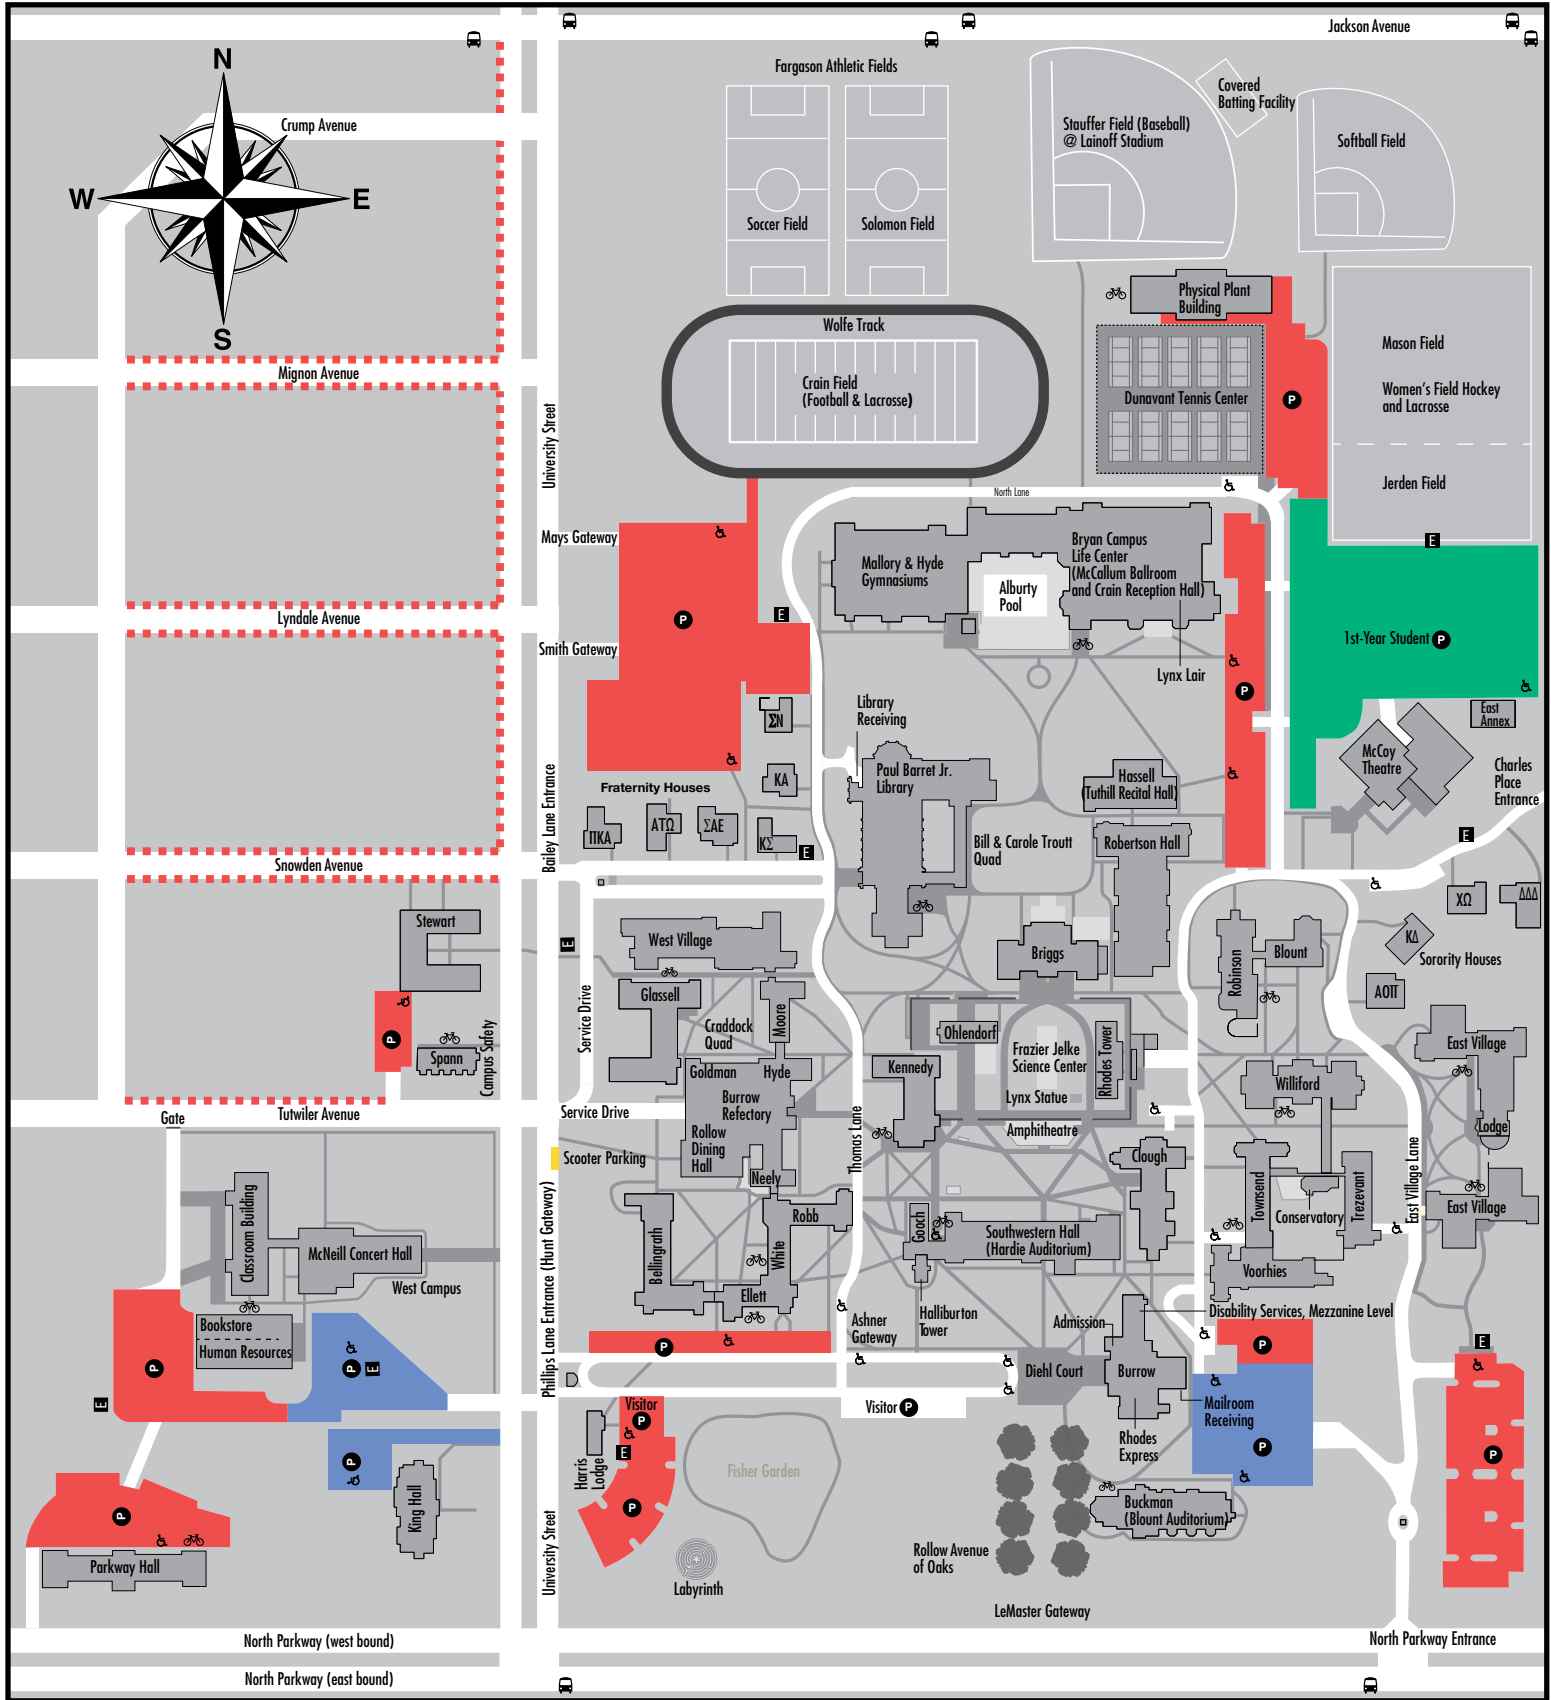 Jackson Avenue
N
W
E
S
Crump Avenue
Fargason Athletic Fields
Soccer Field
Solomon Field
Stauffer Field (Baseball)
@ Lainoff Stadium
Covered
Batting Facility
Softball Field
Physical Plant
Building
Wolfe Track
Crain Field
(Football & Lacrosse)
Dunavant Tennis Center
P
Mason Field
Women's Field Hockey
and Lacrosse
Jerden Field
Mignon Avenue
University Street
North Lane
Mays Gateway
Mallory & Hyde
Gymnasiums
Bryan Campus
Life Center
(McCallum Ballroom
and Crain Reception Hall)
Alburty
Pool
E
P
E
Lyndale Avenue
Smith Gateway
1st-Year Student P
Lynx Lair
P
ΣN
Library
Receiving
East
Annex
McCoy
Theatre
Charles
Place
Entrance
KA
Paul Barret Jr.
Library
Hassell
(Tuthill Recital Hall)
Fraternity Houses
ΠKA
ATΩ
ΣAE
KΣ
E
Bill & Carole Troutt
Quad
Robertson Hall
E
Bailey Lane Entrance
Snowden Avenue
Stewart
E
West Village
Briggs
Robinson
Blount
XΩ
ΔΔΔ
KΔ
Sorority Houses
AOΠ
Glassell
Moore
Craddock
Quad
Service Drive
Ohlendorf
Frazier Jelke
Science Center
Rhodes Tower
Lynx Statue
East Village
P
Spann
Campus Safety
Goldman
Hyde
Burrow
Refectory
Rollow
Dining
Hall
Neely
Kennedy
Williford
Tutwiler Avenue
Gate
Service Drive
Amphitheatre
Lodge
Scooter Parking
Thomas Lane
Clough
Townsend
Conservatory
Trezevant
East Village Lane
East Village
Classroom Building
McNeill Concert Hall
West Campus
Bellingrath
Robb
White
Ellett
Gooch
Southwestern Hall
(Hardie Auditorium)
Voorhies
Phillips Lane Entrance (Hunt Gateway)
Halliburton
Tower
Disability Services, Mezzanine Level
Admission
Ashner
Gateway
Bookstore
Human Resources
P
P
E
E
P
P
E
Diehl Court
Burrow
Mailroom
Receiving
Visitor
P
Visitor P
Harris
Lodge
E
P
Fisher Garden
Rhodes
Express
P
P
P
King Hall
Buckman
(Blount Auditorium)
P
Parkway Hall
University Street
Labyrinth
Rollow Avenue
of Oaks
LeMaster Gateway
North Parkway (west bound)
North Parkway Entrance
North Parkway (east bound)